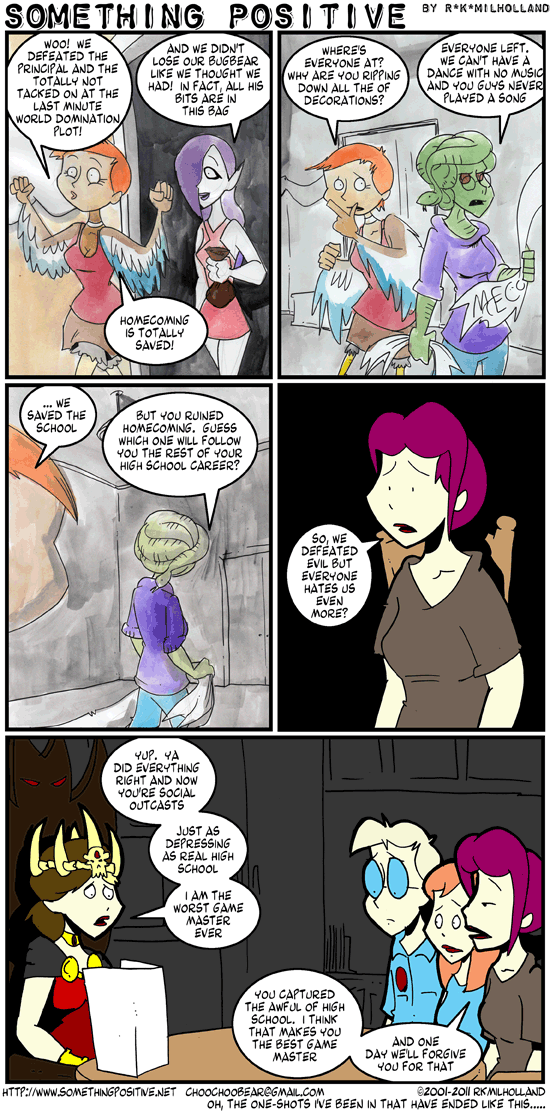 SOMETHING POSITIVE BY R*K*MILHOLLAND
WOO! WE
DEFEATED THE
PRINCIPAL AND THE
TOTALLY NOT
TACKED ON AT THE
LAST MINUTE
WORLD DOMINATION
PLOT!
AND WE DIDN'T
LOSE OUR BUGBEAR
LIKE WE THOUGHT WE
HAD! IN FACT, ALL HIS
BITS ARE IN
THIS BAG
HOMECOMING
IS TOTALLY
SAVED!
WHERE'S
EVERYONE AT?
WHY ARE YOU RIPPING
DOWN ALL THE OF
DECORATIONS?
EVERYONE LEFT.
WE CAN'T HAVE A
DANCE WITH NO MUSIC
AND YOU GUYS NEVER
PLAYED A SONG
MEC
... WE
SAVED THE
SCHOOL
BUT YOU RUINED
HOMECOMING. GUESS
WHICH ONE WILL FOLLOW
YOU THE REST OF YOUR
HIGH SCHOOL CAREER?
SO, WE
DEFEATED
EVIL BUT
EVERYONE
HATES US
EVEN
MORE?
YUP. YA
DID EVERYTHING
RIGHT AND NOW
YOU'RE SOCIAL
OUTCASTS
JUST AS
DEPRESSING
AS REAL HIGH
SCHOOL
I AM THE
WORST GAME
MASTER
EVER
YOU CAPTURED
THE AWFUL OF HIGH
SCHOOL. I THINK
THAT MAKES YOU
THE BEST GAME
MASTER
AND ONE
DAY WE'LL FORGIVE
YOU FOR THAT
HTTP://WWW.SOMETHINGPOSITIVE.NET CHOOCHOOBEAR@GMAIL.COM ©2001-2011 RKMILHOLLAND
OH, THE ONE-SHOTS I'VE BEEN IN THAT HAVE ENDED LIKE THIS.....